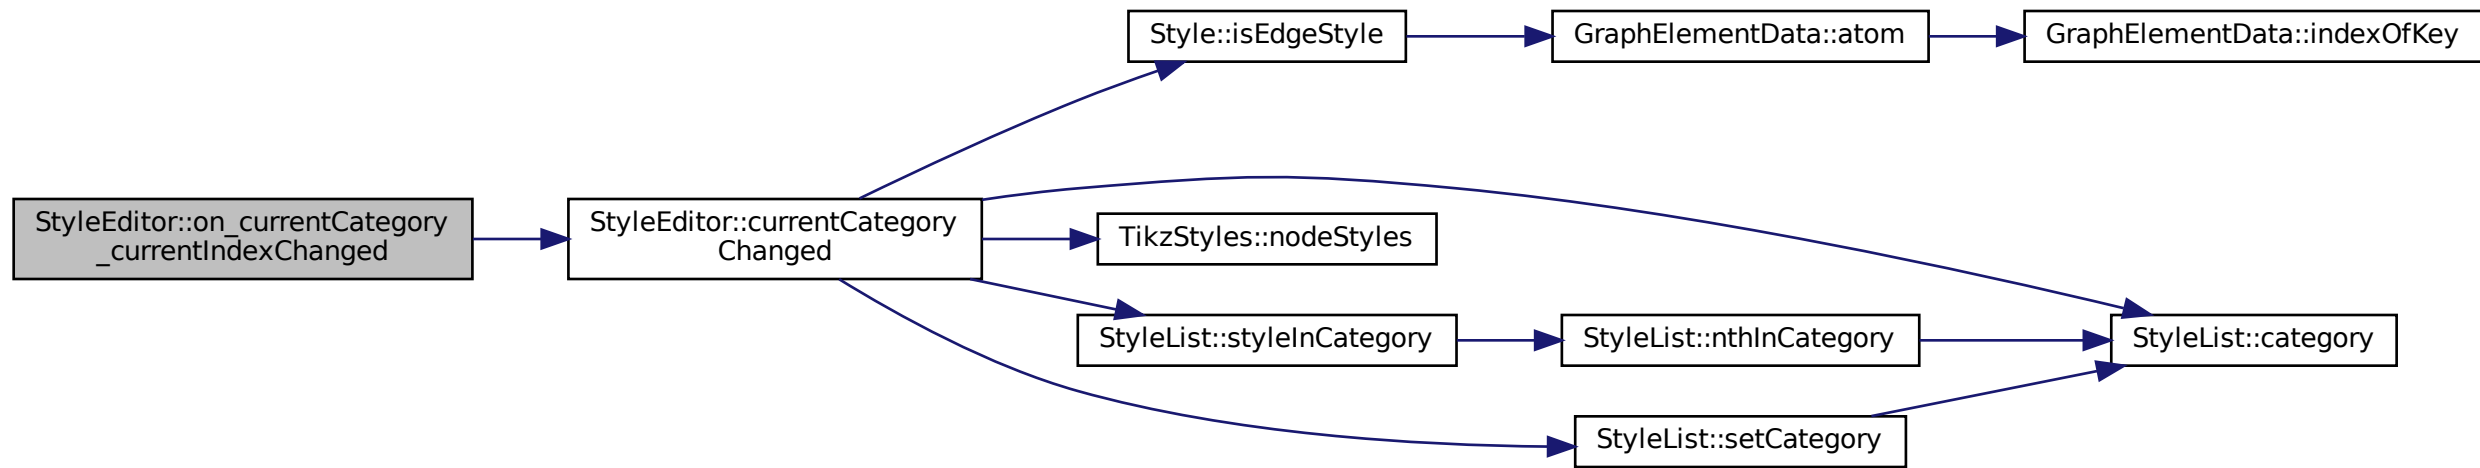 Style::isEdgeStyle
GraphElementData::atom
GraphElementData::indexOfKey
StyleEditor::on_currentCategory
_currentIndexChanged
StyleEditor::currentCategory
Changed
TikzStyles::nodeStyles
StyleList::styleInCategory
StyleList::nthInCategory
StyleList::category
StyleList::setCategory